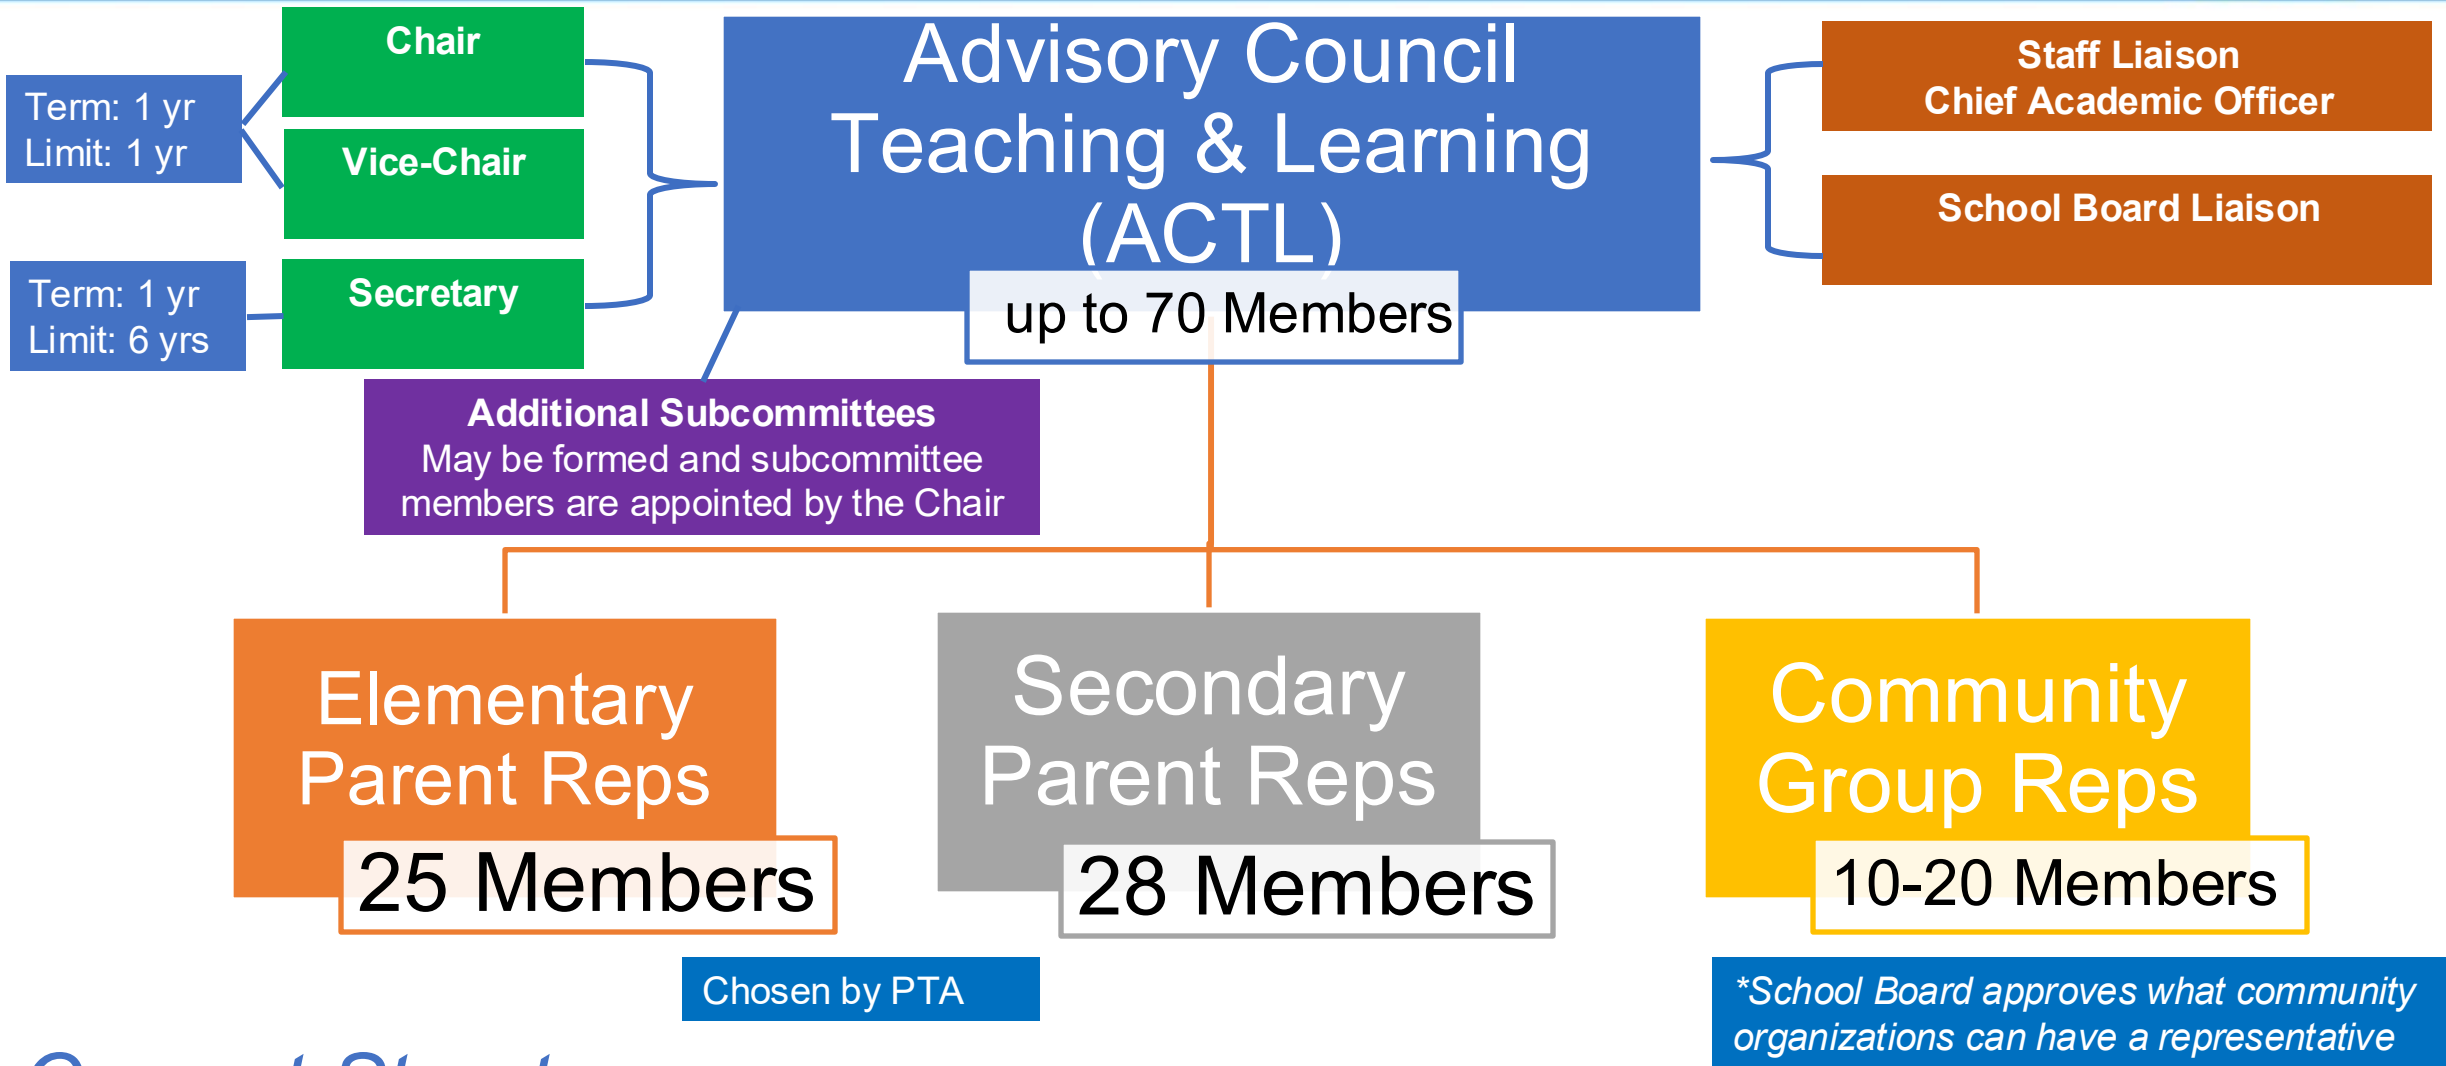 Chair
Term: 1 yr
Limit: 1 yr
Vice-Chair
Term: 1 yr
Limit: 6 yrs
Secretary
Advisory Council
Teaching & Learning
(ACTL)
up to 70 Members
Staff Liaison
Chief Academic Officer
School Board Liaison
Additional Subcommittees
May be formed and subcommittee
members are appointed by the Chair
Elementary
Parent Reps
25 Members
Secondary
Parent Reps
28 Members
Community
Group Reps
10-20 Members
Chosen by PTA
*School Board approves what community
organizations can have a representative